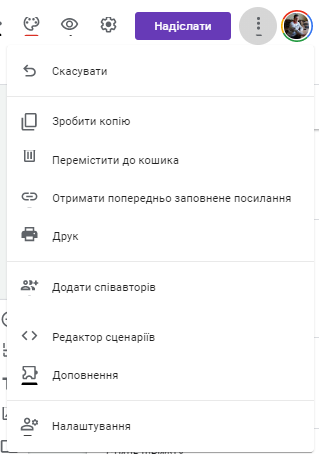 Надіслати
Скасувати
Зробити копію
Перемістити до кошика
Отримати попередньо заповнене посилання
Друк
Додати співавторів
Редактор сценаріїв
Доповнення
Налаштування